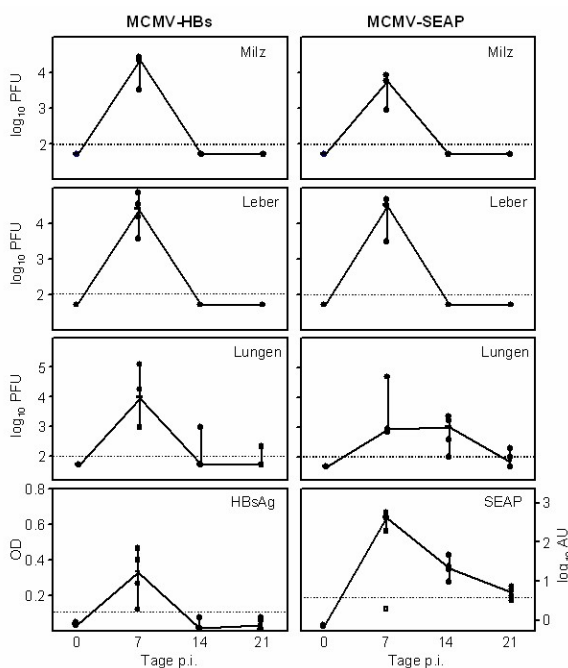 MCMV-HBs MCMV-SEAP
Milz Milz
log₁₀ PFU
4
3
2
Leber Leber
log₁₀ PFU
4
3
2
Lungen Lungen
log₁₀ PFU
5
4
3
2
HBsAg SEAP
OD
0.8
0.6
0.4
0.2
3
2
1
0
log₁₀ AU
0 7 14 21 0 7 14 21
Tage p.i. Tage p.i.